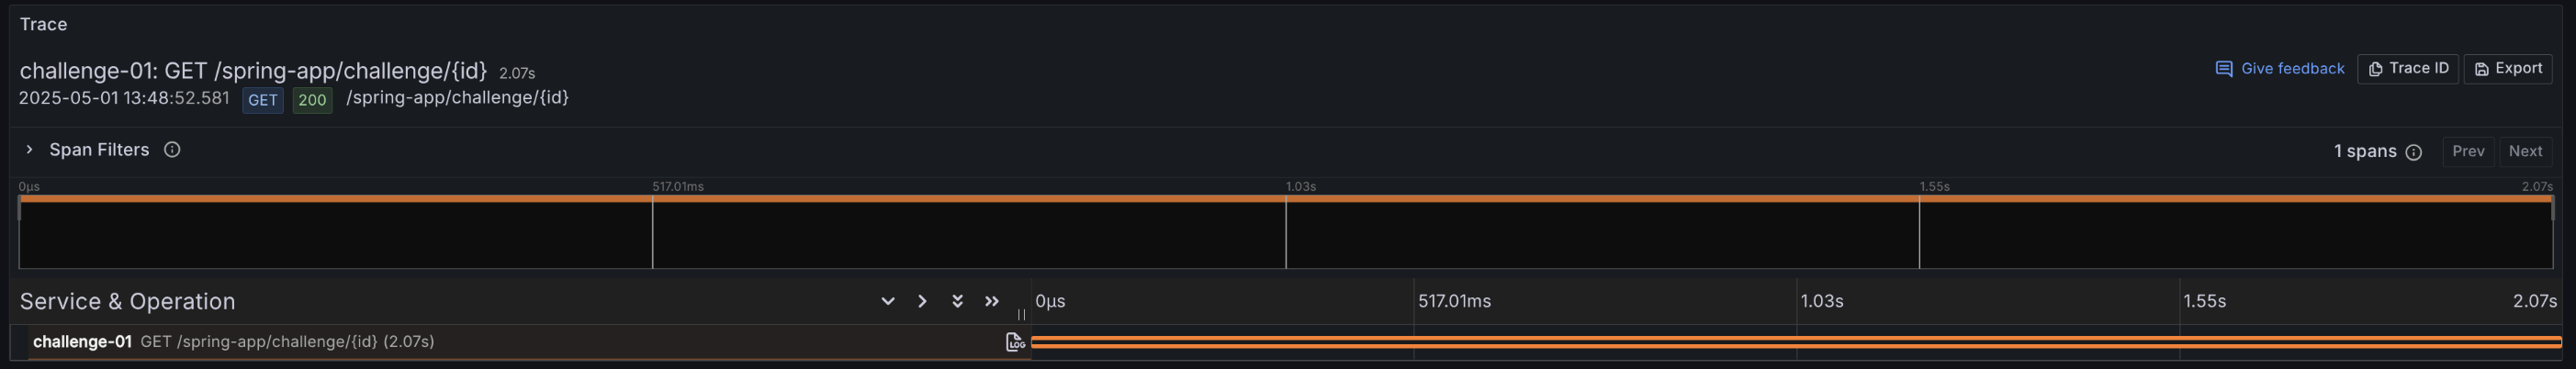 Trace
challenge-01: GET /spring-app/challenge/{id} 2.07s
Give feedback Trace ID Export
2025-05-01 13:48:52.581 GET 200 /spring-app/challenge/{id}
Span Filters 1 spans Prev Next
0μs 517.01ms 1.03s 1.55s 2.07s
Service & Operation 0μs 517.01ms 1.03s 1.55s 2.07s
challenge-01 GET /spring-app/challenge/{id} (2.07s) LOG